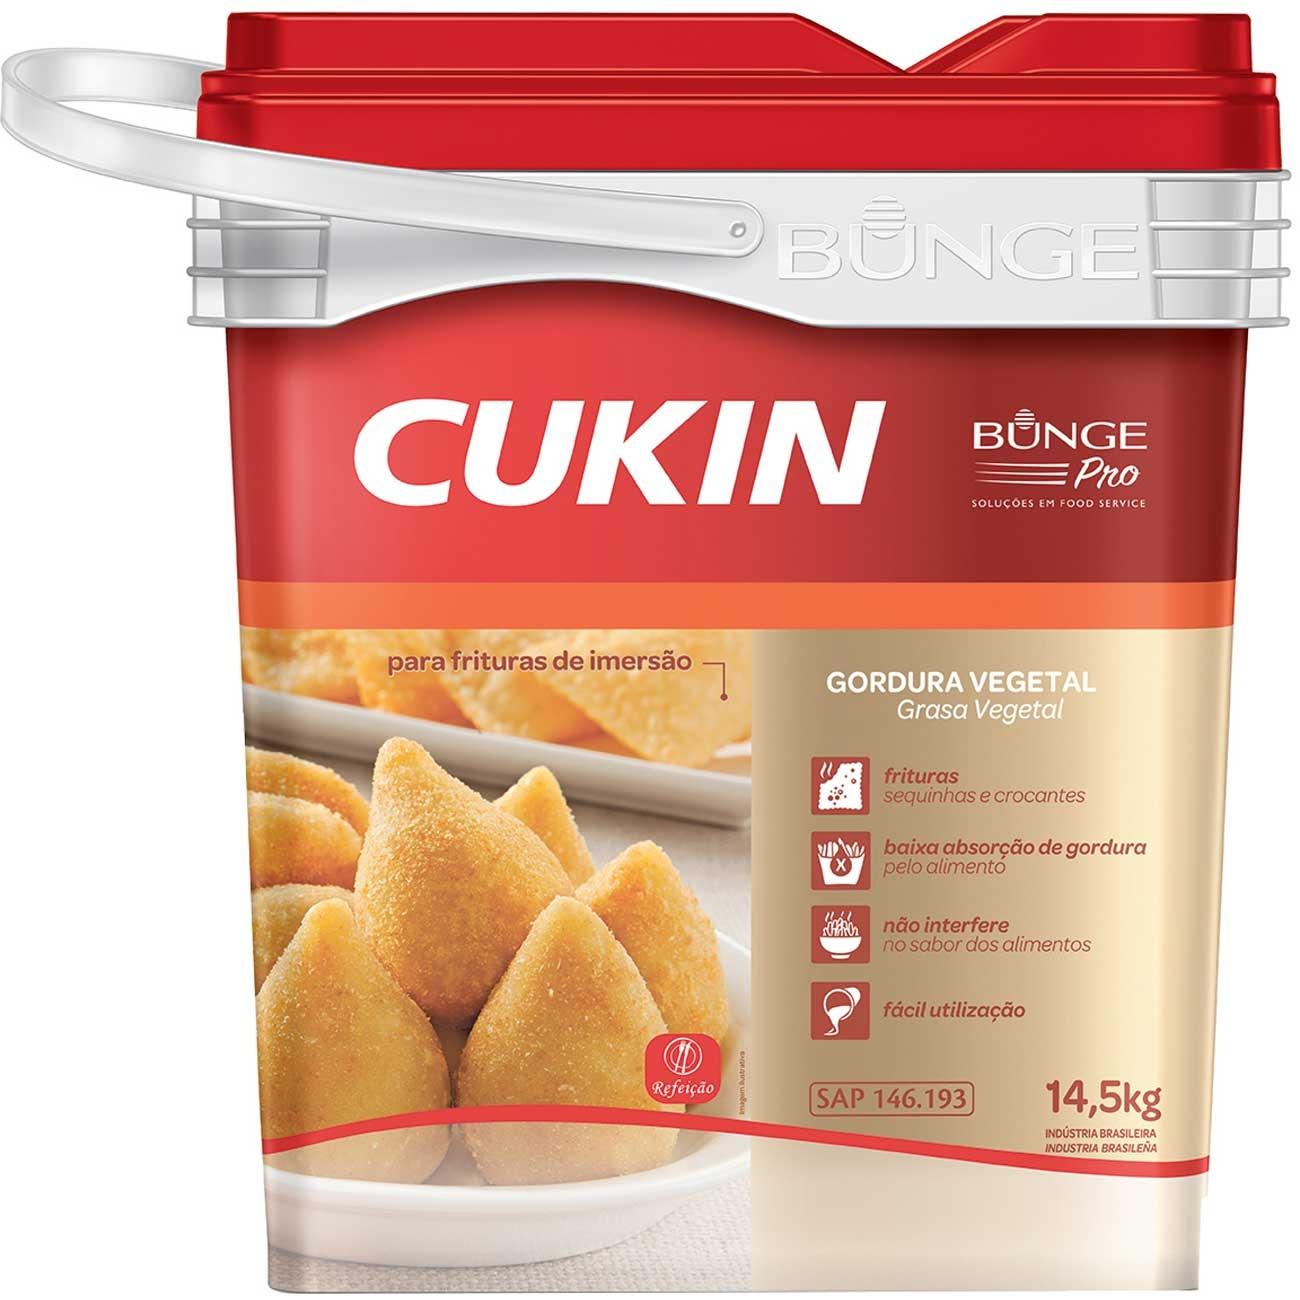 BUNGE
CUKIN
BUNGE
Pro
SOLUÇÕES EM FOOD SERVICE
para frituras de imersão
GORDURA VEGETAL
Grasa Vegetal
frituras
sequinhas e crocantes
baixa absorção de gordura
pelo alimento
X
não interfere
no sabor dos alimentos
fácil utilização
Refeição
Imagem ilustrativa
SAP 146.193
14,5kg
INDÚSTRIA BRASILEIRA
INDUSTRIA BRASILEÑA